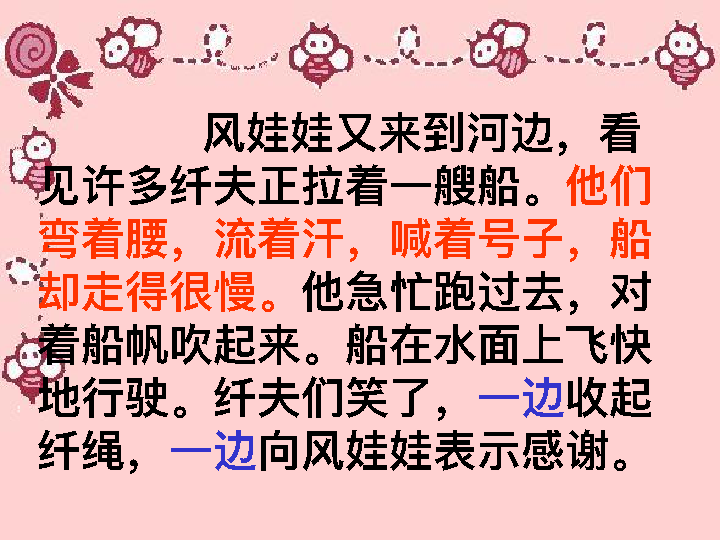 风娃娃又来到河边，看
见许多纤夫正拉着一艘船。他们
弯着腰，流着汗，喊着号子，船
却走得很慢。他急忙跑过去，对
着船帆吹起来。船在水面上飞快
地行驶。纤夫们笑了，一边收起
纤绳，一边向风娃娃表示感谢。